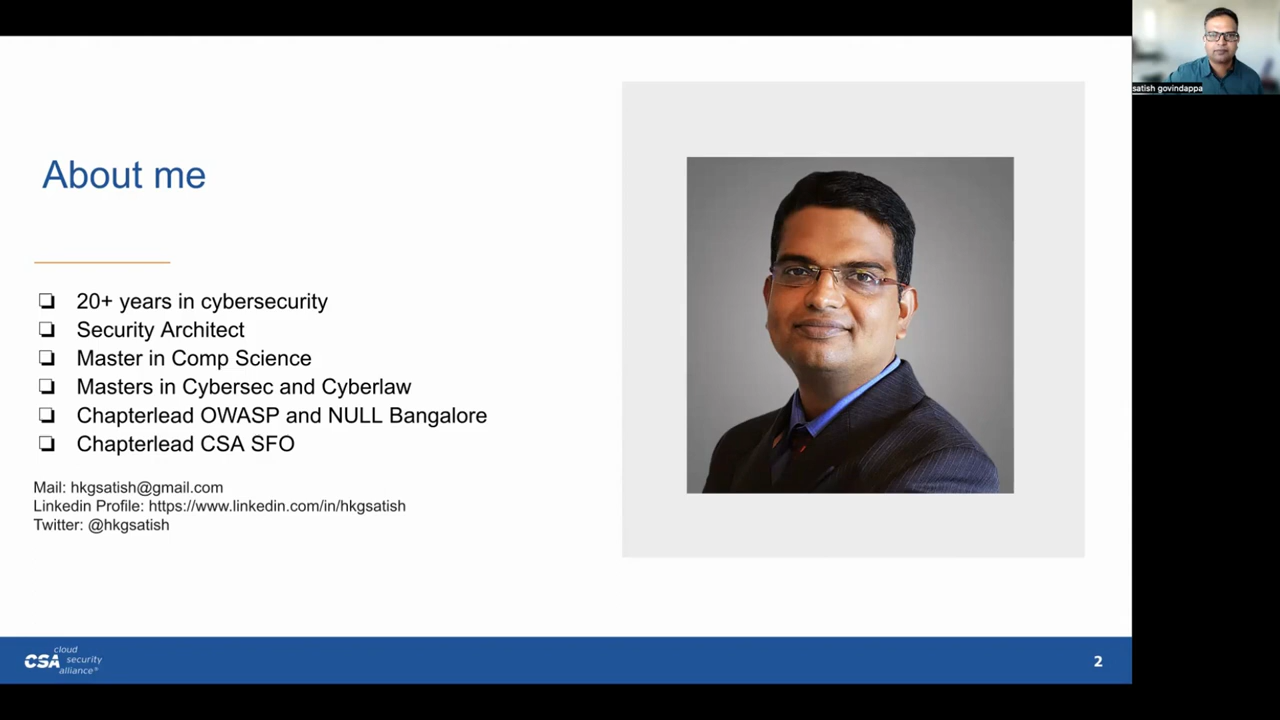 satish govindappa
About me
20+ years in cybersecurity
Security Architect
Master in Comp Science
Masters in Cybersec and Cyberlaw
Chapterlead OWASP and NULL Bangalore
Chapterlead CSA SFO
Mail: hkgsatish@gmail.com
Linkedin Profile: https://www.linkedin.com/in/hkgsatish
Twitter: @hkgsatish
CSA cloud
security
alliance®
2